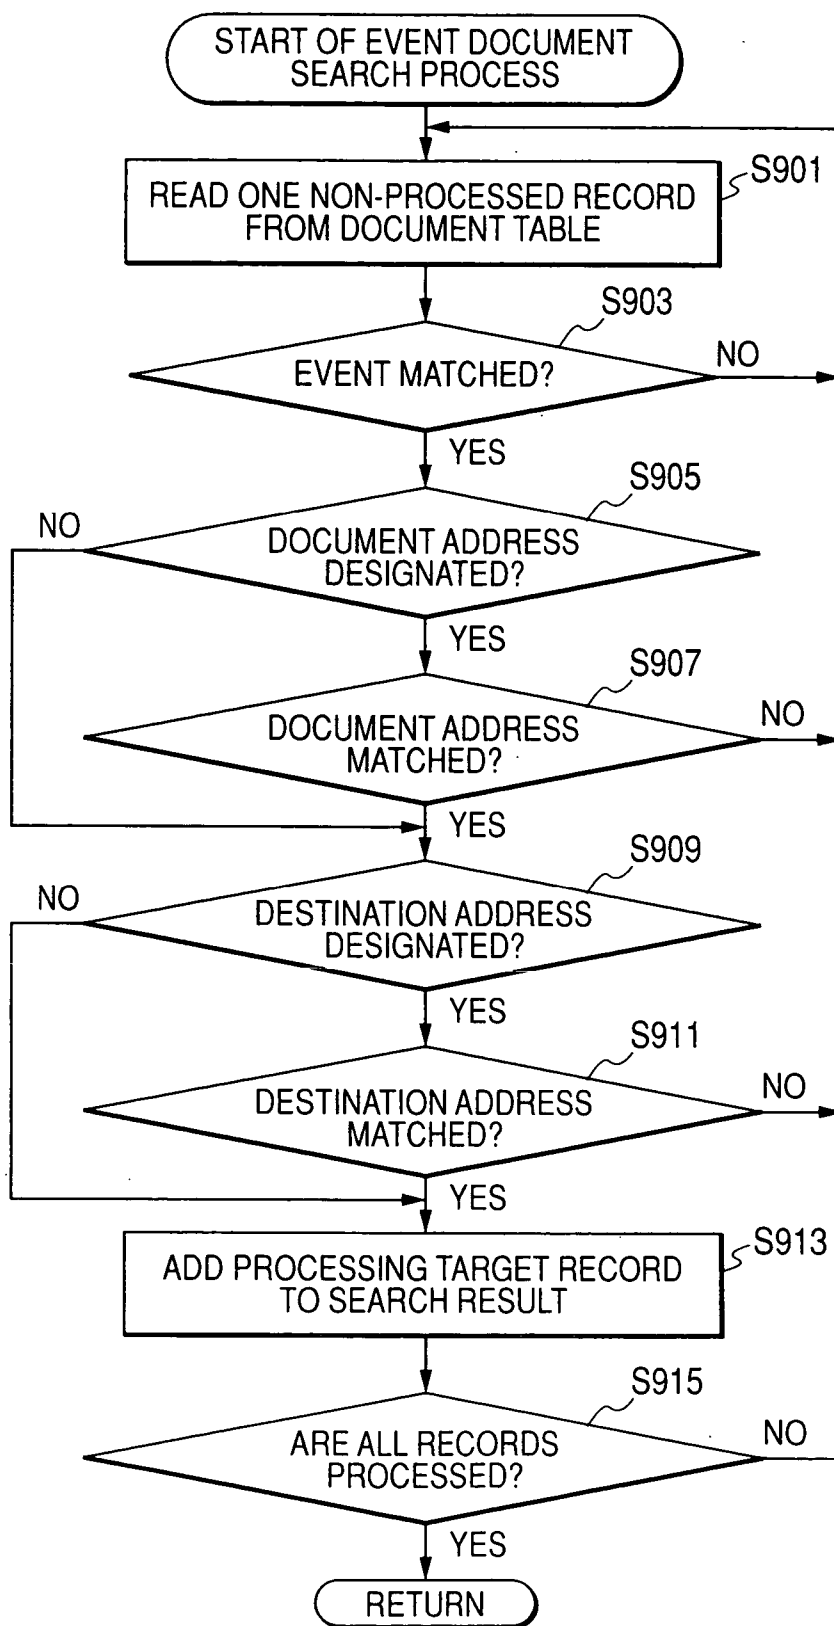 START OF EVENT DOCUMENT
SEARCH PROCESS
S901
READ ONE NON-PROCESSED RECORD
FROM DOCUMENT TABLE
S903
EVENT MATCHED?
NO
YES
S905
NO
DOCUMENT ADDRESS
DESIGNATED?
YES
S907
DOCUMENT ADDRESS
MATCHED?
NO
YES
S909
NO
DESTINATION ADDRESS
DESIGNATED?
YES
S911
DESTINATION ADDRESS
MATCHED?
NO
YES
S913
ADD PROCESSING TARGET RECORD
TO SEARCH RESULT
S915
ARE ALL RECORDS
PROCESSED?
NO
YES
RETURN